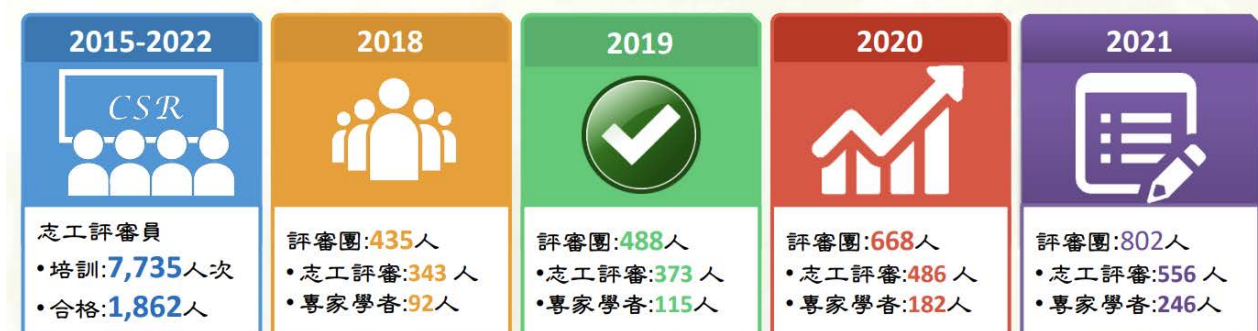 2015-2022
CSR
志工評審員
•培訓:7,735人次
•合格:1,862人
2018
評審團:435人
•志工評審:343 人
•專家學者:92人
2019
評審團:488人
•志工評審:373 人
•專家學者:115人
2020
評審團:668人
•志工評審:486 人
•專家學者:182人
2021
評審團:802人
•志工評審:556 人
•專家學者:246人